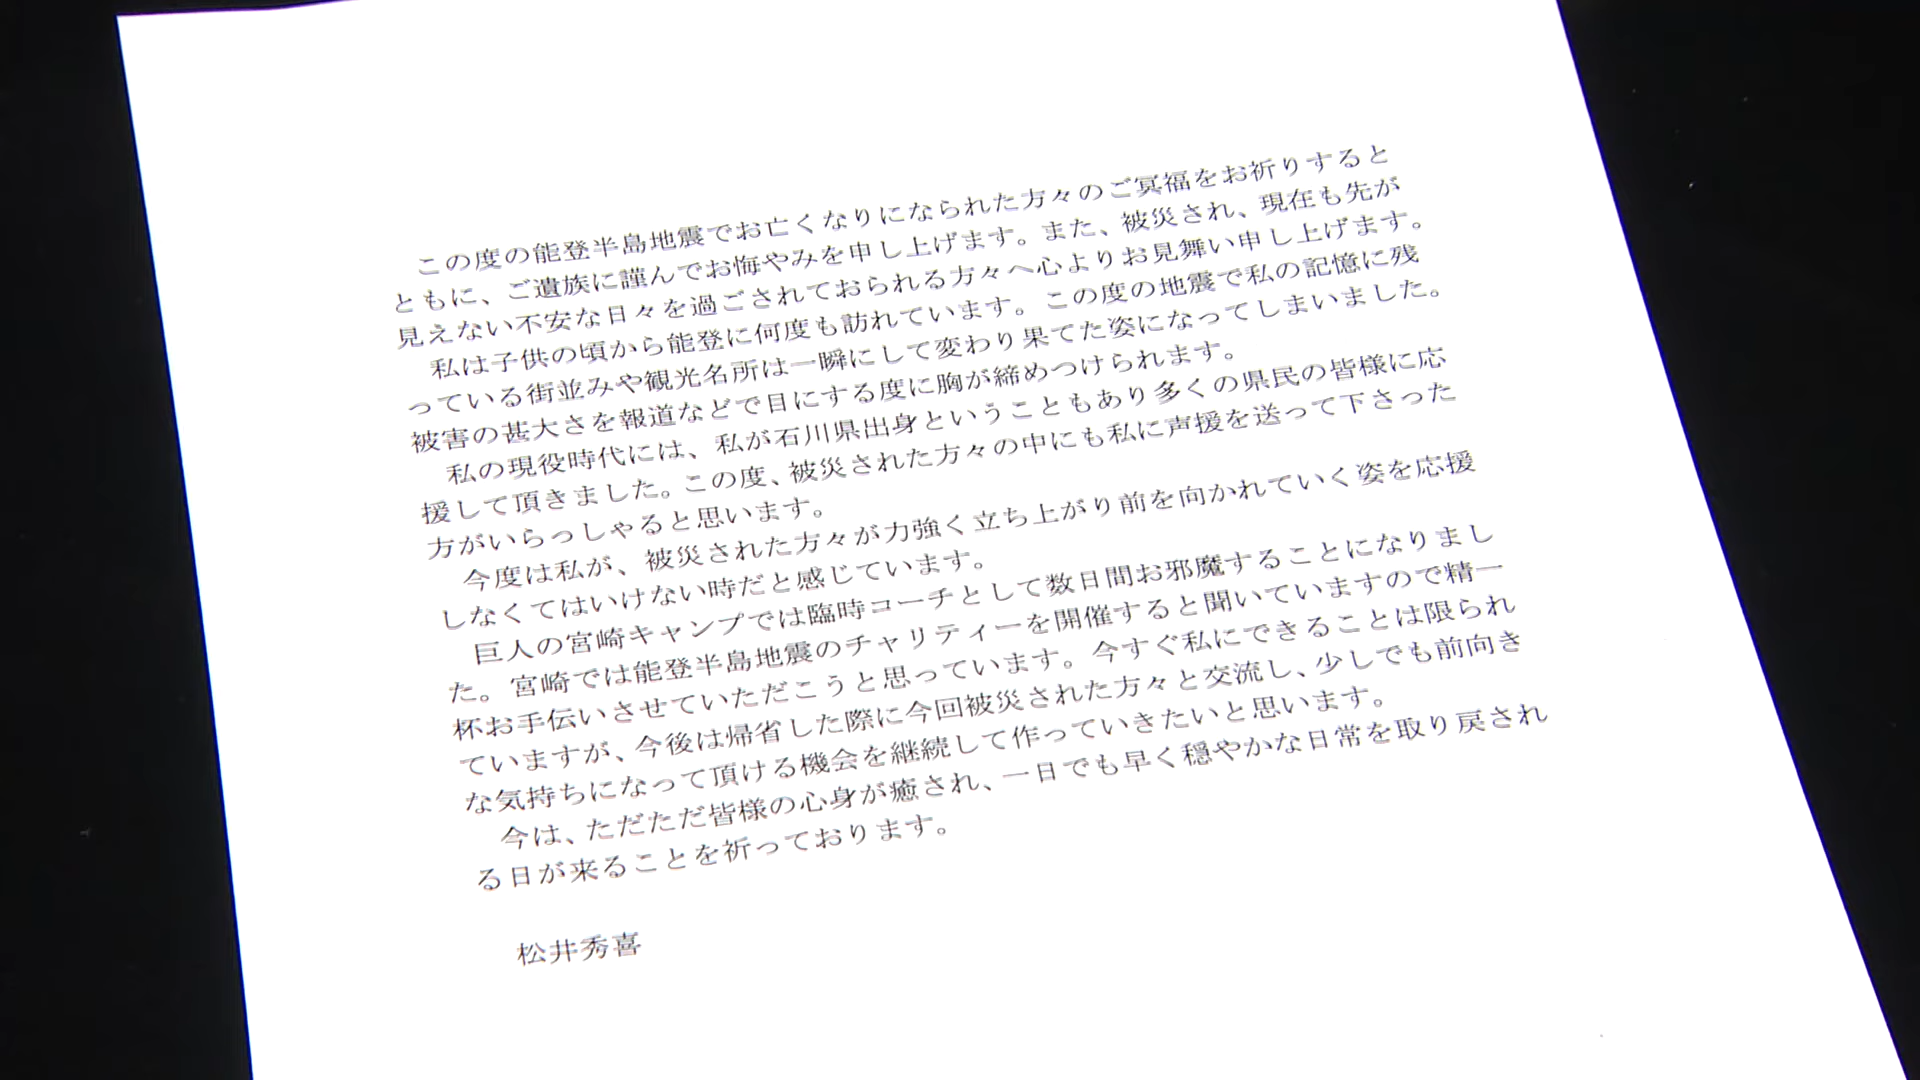 この度の能登半島地震でお亡くなりになられた方々のご冥福をお祈りすると
ともに、ご遺族に謹んでお悔やみを申し上げます。また、被災され、現在も先が
見えない不安な日々を過ごされておられる方々へ心よりお見舞い申し上げます。
私は子供の頃から能登に何度も訪れています。この度の地震で私の記憶に残
っている街並みや観光名所は一瞬にして変わり果てた姿になってしまいました。
被害の甚大さを報道などで目にする度に胸が締めつけられます。
私の現役時代には、私が石川県出身ということもあり多くの県民の皆様に応
援して頂きました。この度、被災された方々の中にも私に声援を送って下さった
方がいらっしゃると思います。
今度は私が、被災された方々が力強く立ち上がり前を向かれていく姿を応援
しなくてはいけない時だと感じています。
巨人の宮崎キャンプでは臨時コーチとして数日間お邪魔することになりまし
た。宮崎では能登半島地震のチャリティーを開催すると聞いていますので精一
杯お手伝いさせていただこうと思っています。今すぐ私にできることは限られ
ていますが、今後は帰省した際に今回被災された方々と交流し、少しでも前向き
な気持ちになって頂ける機会を継続して作っていきたいと思います。
今は、ただただ皆様の心身が癒され、一日でも早く穏やかな日常を取り戻され
る日が来ることを祈っております。
松井秀喜